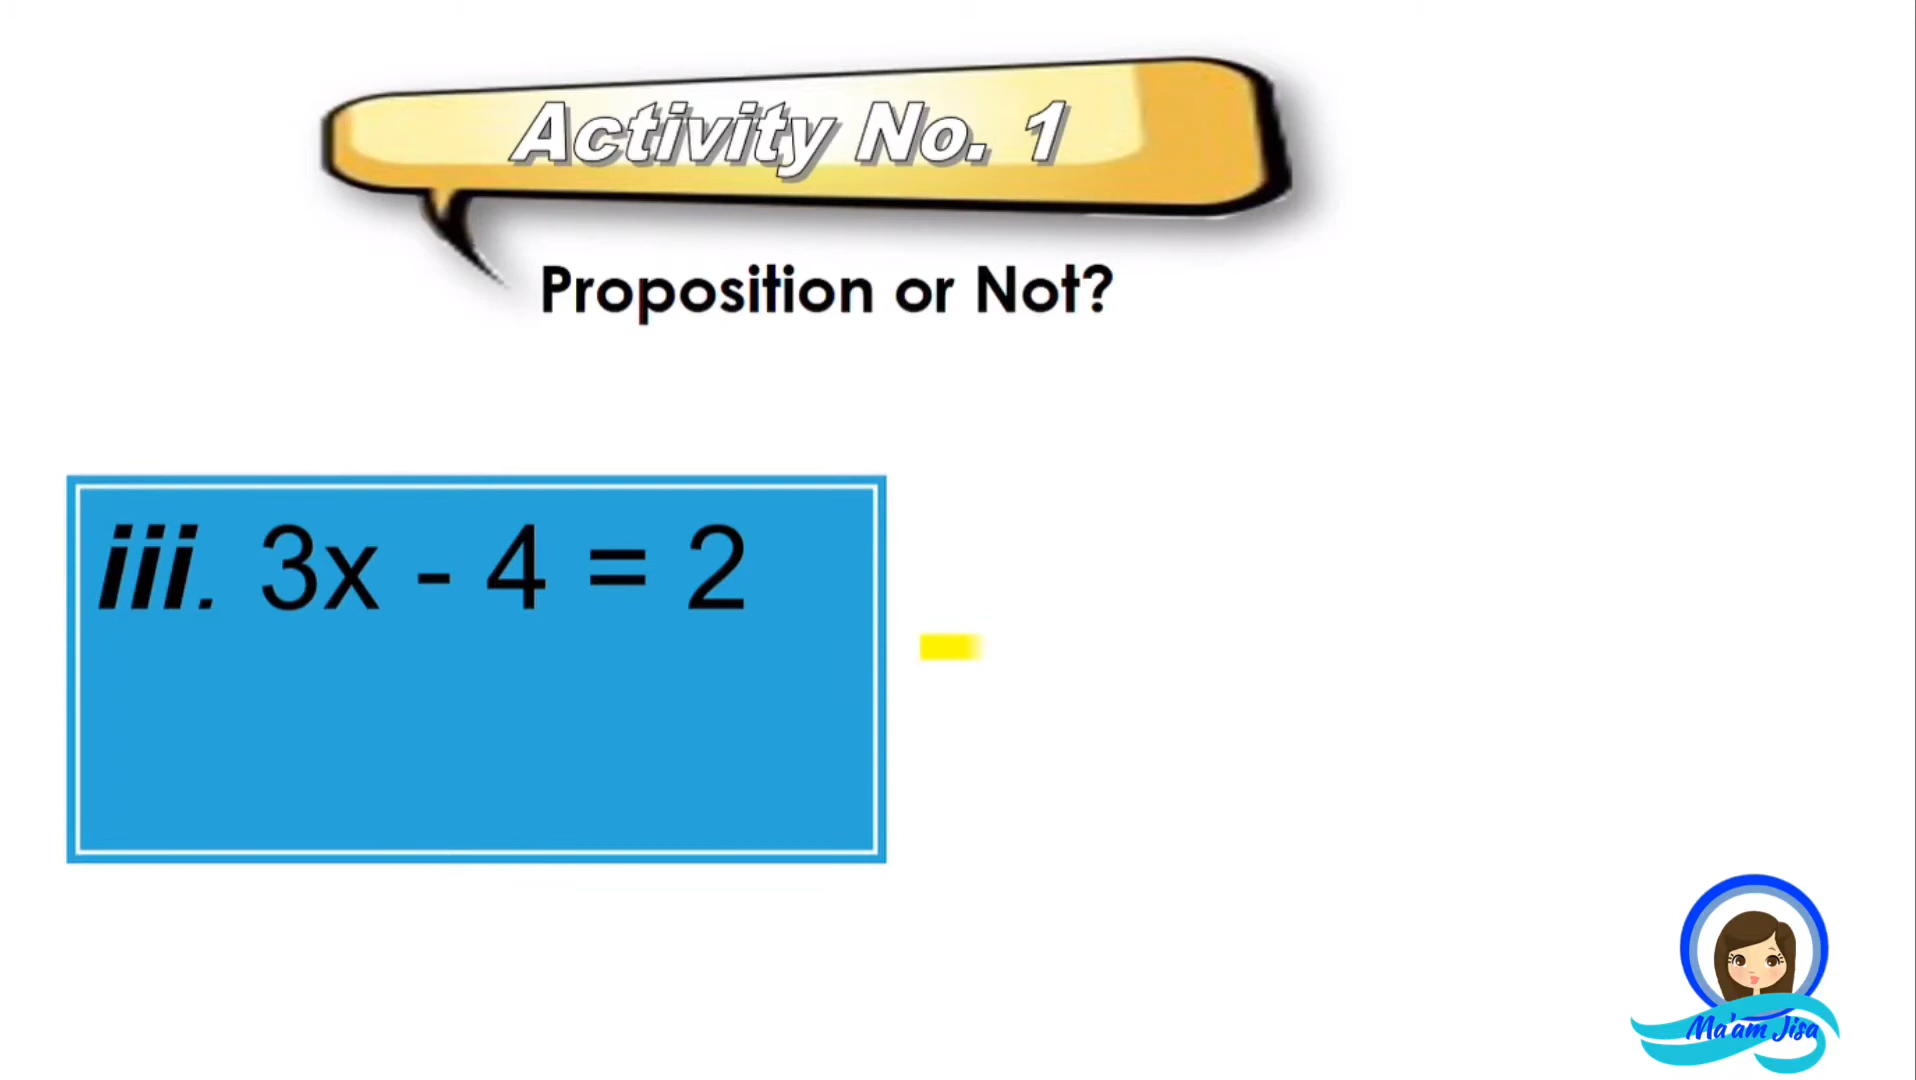 Activity No. 1
Proposition or Not?
iii. 3x - 4 = 2
Ma'am Jisa